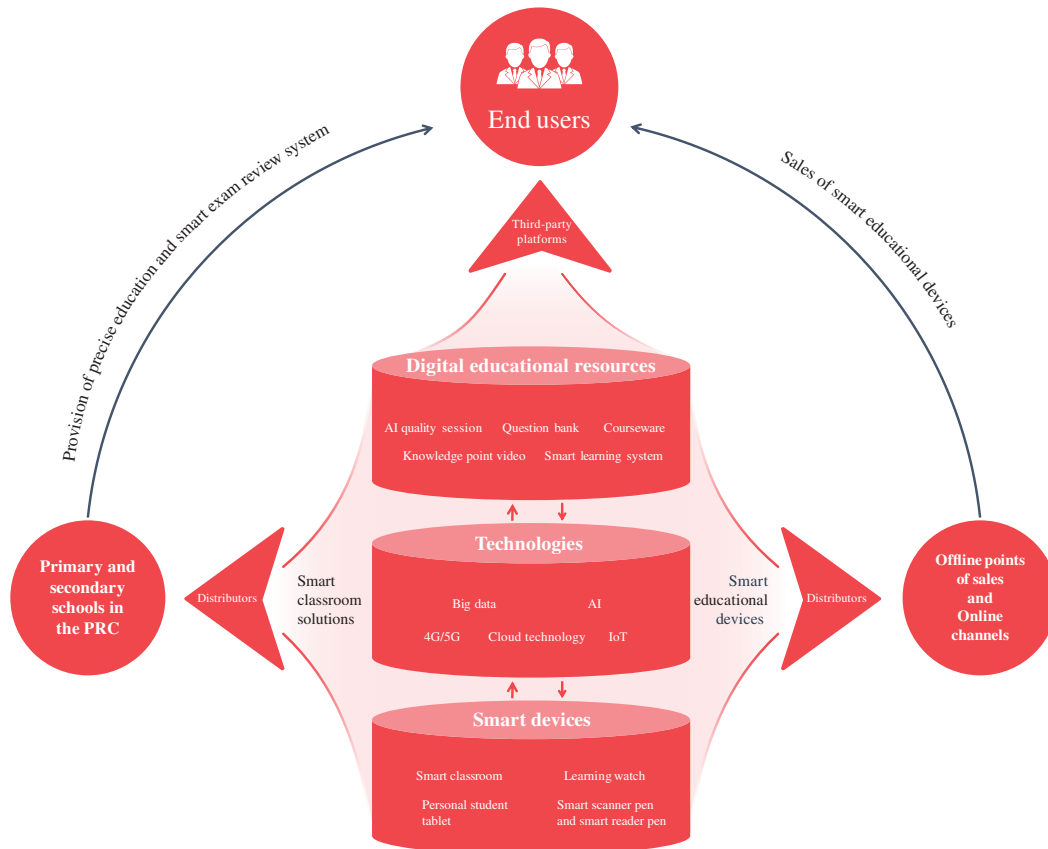 End users
Provision of precise education and smart exam review system
Sales of smart educational devices
Third-party
platforms
Digital educational resources
AI quality session Question bank Courseware
Knowledge point video Smart learning system
Primary and
secondary
schools in
the PRC
Distributors
Smart
classroom
solutions
Technologies
Big data AI
4G/5G Cloud technology IoT
Smart
educational
devices
Distributors
Offline points
of sales
and
Online
channels
Smart devices
Smart classroom Learning watch
Personal student
tablet
Smart scanner pen
and smart reader pen